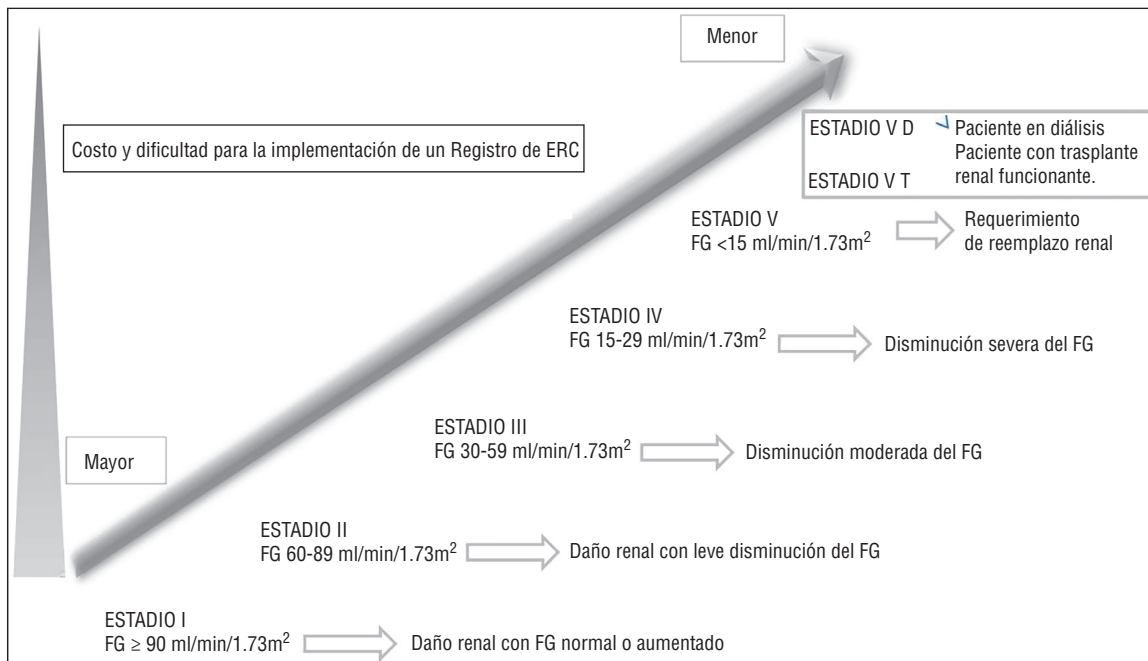 Menor
ESTADIO V D
Paciente en diálisis
Paciente con trasplante
renal funcionante.
ESTADIO V T
Costo y dificultad para la implementación de un Registro de ERC
ESTADIO V
FG <15 ml/min/1.73m²
Requerimiento
de reemplazo renal
ESTADIO IV
FG 15-29 ml/min/1.73m²
Disminución severa del FG
ESTADIO III
FG 30-59 ml/min/1.73m²
Disminución moderada del FG
Mayor
ESTADIO II
FG 60-89 ml/min/1.73m²
Daño renal con leve disminución del FG
ESTADIO I
FG ≥ 90 ml/min/1.73m²
Daño renal con FG normal o aumentado